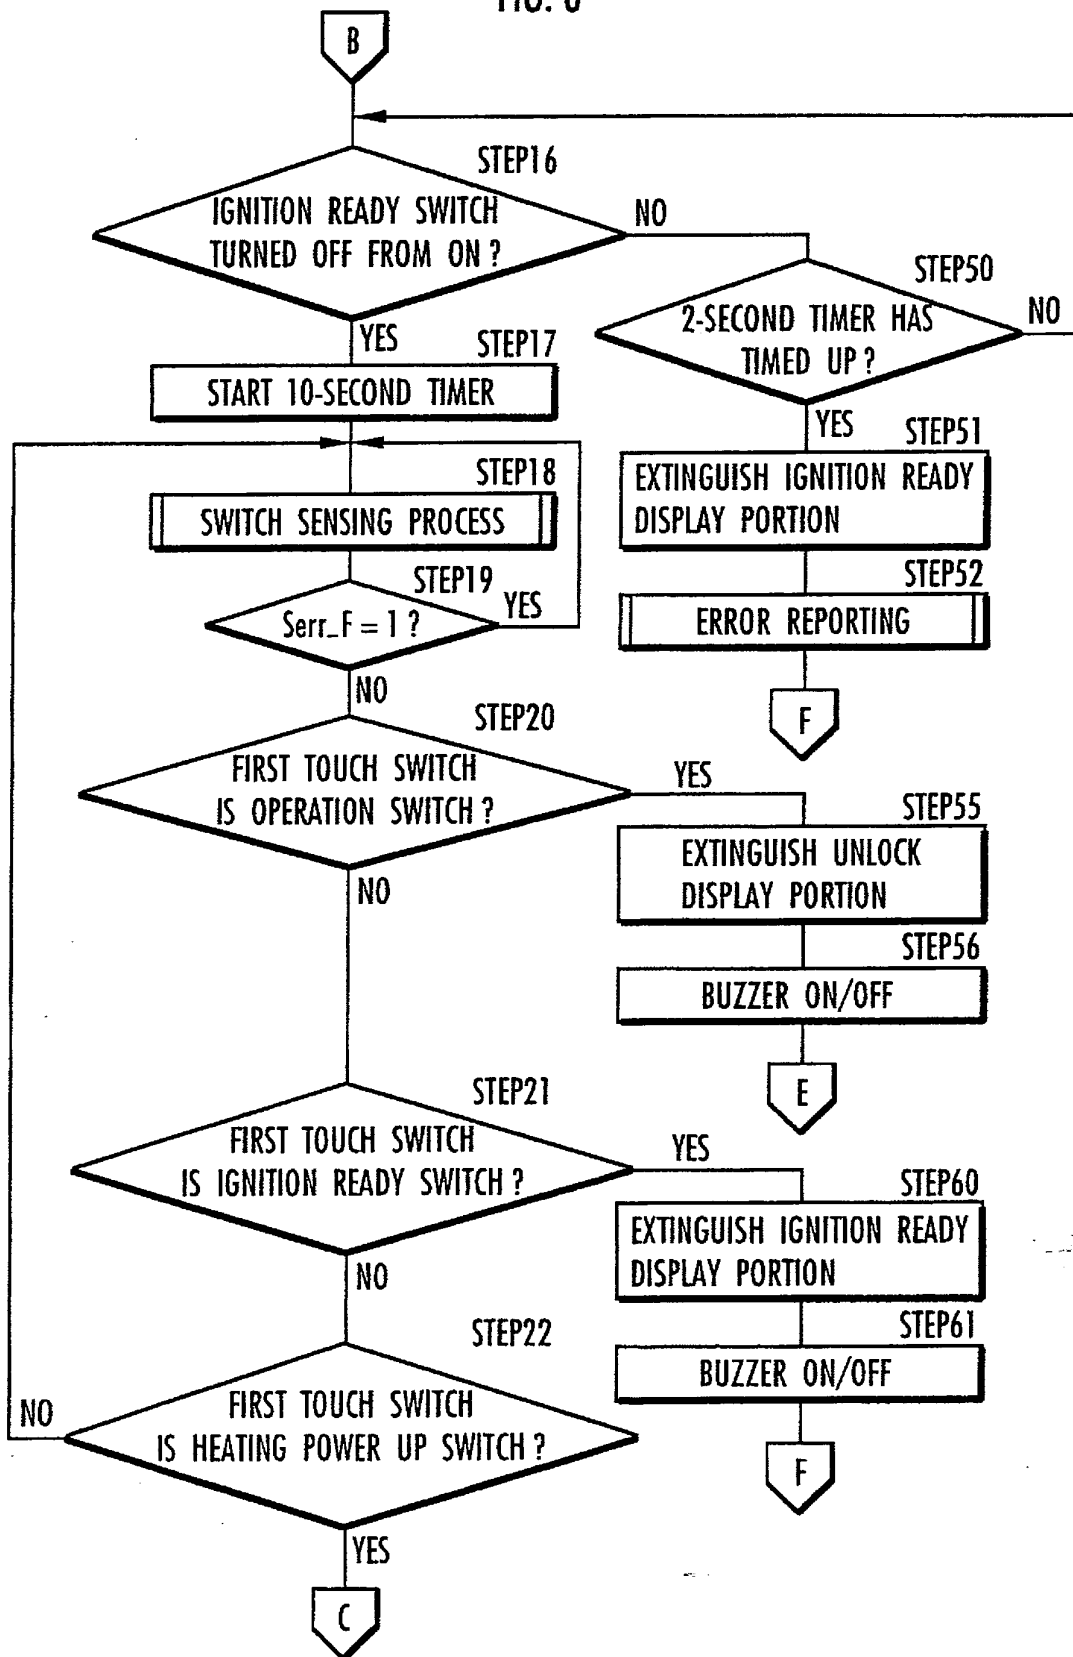 B
STEP16
IGNITION READY SWITCH
TURNED OFF FROM ON ?
NO
YES
STEP50
2-SECOND TIMER HAS
TIMED UP ?
NO
YES
STEP17
START 10-SECOND TIMER
STEP51
EXTINGUISH IGNITION READY
DISPLAY PORTION
STEP18
SWITCH SENSING PROCESS
STEP52
ERROR REPORTING
F
STEP19
Serr_F = 1 ?
YES
NO
STEP20
FIRST TOUCH SWITCH
IS OPERATION SWITCH ?
YES
NO
STEP55
EXTINGUISH UNLOCK
DISPLAY PORTION
STEP56
BUZZER ON/OFF
E
STEP21
FIRST TOUCH SWITCH
IS IGNITION READY SWITCH ?
YES
NO
STEP60
EXTINGUISH IGNITION READY
DISPLAY PORTION
STEP61
BUZZER ON/OFF
F
STEP22
FIRST TOUCH SWITCH
IS HEATING POWER UP SWITCH ?
NO
YES
C